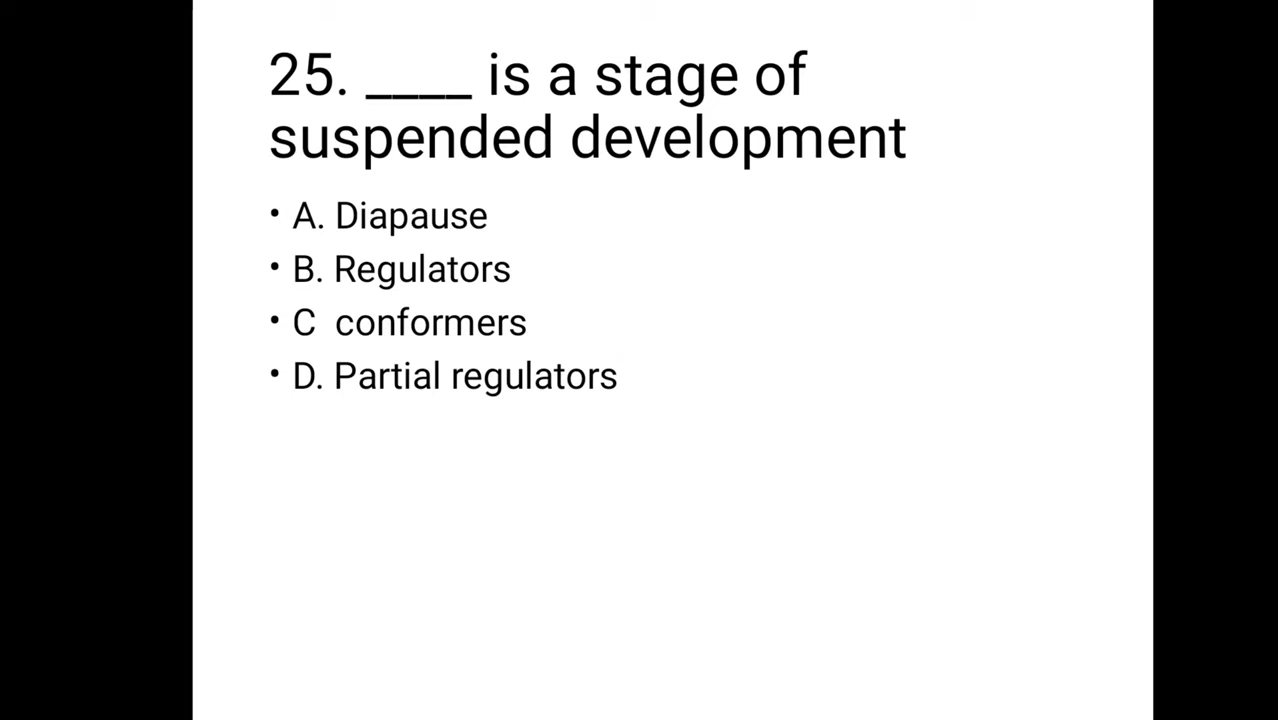 25. ____ is a stage of
suspended development
• A. Diapause
• B. Regulators
• C  conformers
• D. Partial regulators